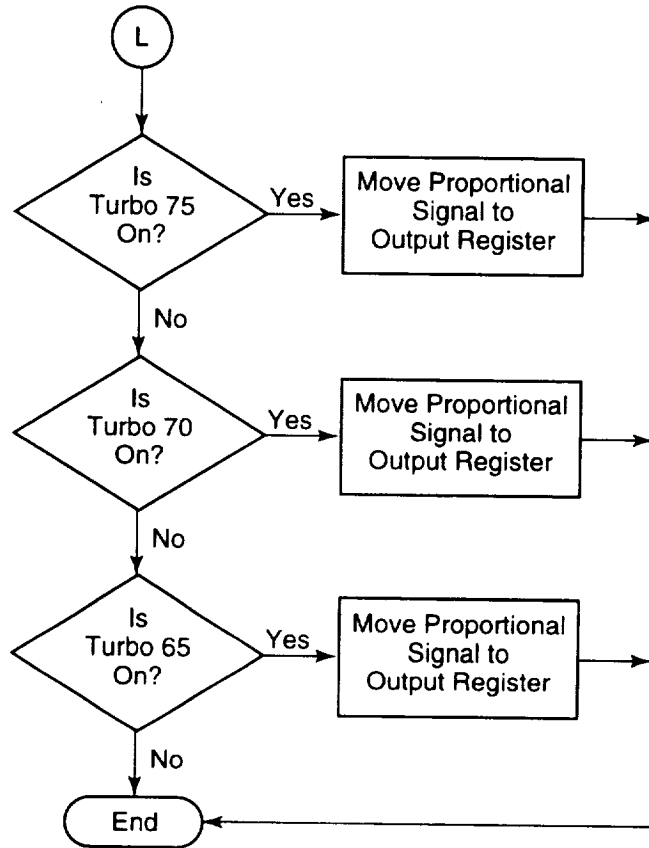 L
Is
Turbo 75
On?
Yes
Move Proportional
Signal to
Output Register
No
Is
Turbo 70
On?
Yes
Move Proportional
Signal to
Output Register
No
Is
Turbo 65
On?
Yes
Move Proportional
Signal to
Output Register
No
End